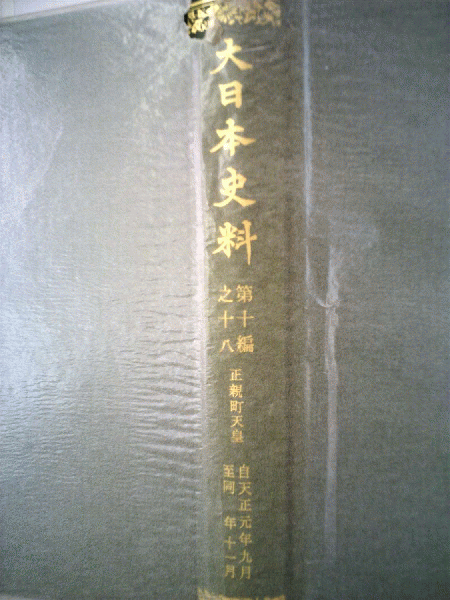 大日本史料
第十編
之十八
正親町天皇
自天正元年九月
至同 年十一月